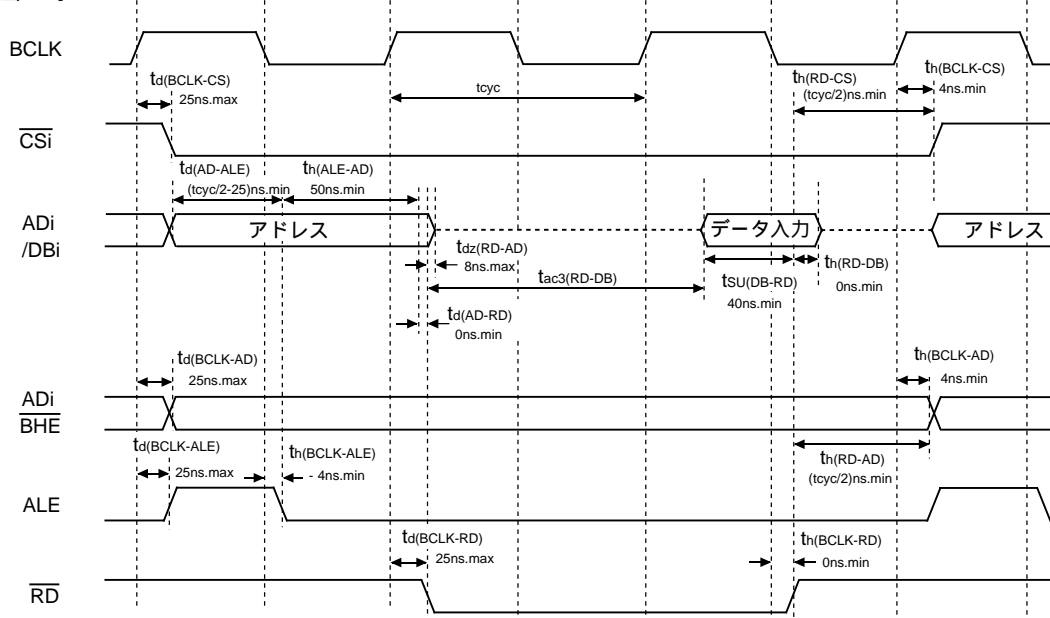 BCLK
td(BCLK-CS)
25ns.max
tcyc
th(RD-CS)
(tcyc/2)ns.min
th(BCLK-CS)
4ns.min
CSi
td(AD-ALE)
(tcyc/2-25)ns.min
th(ALE-AD)
50ns.min
ADi
/DBi
アドレス
データ入力
アドレス
tdz(RD-AD)
8ns.max
tac3(RD-DB)
tSU(DB-RD)
40ns.min
th(RD-DB)
0ns.min
td(AD-RD)
0ns.min
td(BCLK-AD)
25ns.max
th(BCLK-AD)
4ns.min
ADi
BHE
td(BCLK-ALE)
25ns.max
th(BCLK-ALE)
- 4ns.min
th(RD-AD)
(tcyc/2)ns.min
ALE
td(BCLK-RD)
25ns.max
th(BCLK-RD)
0ns.min
RD